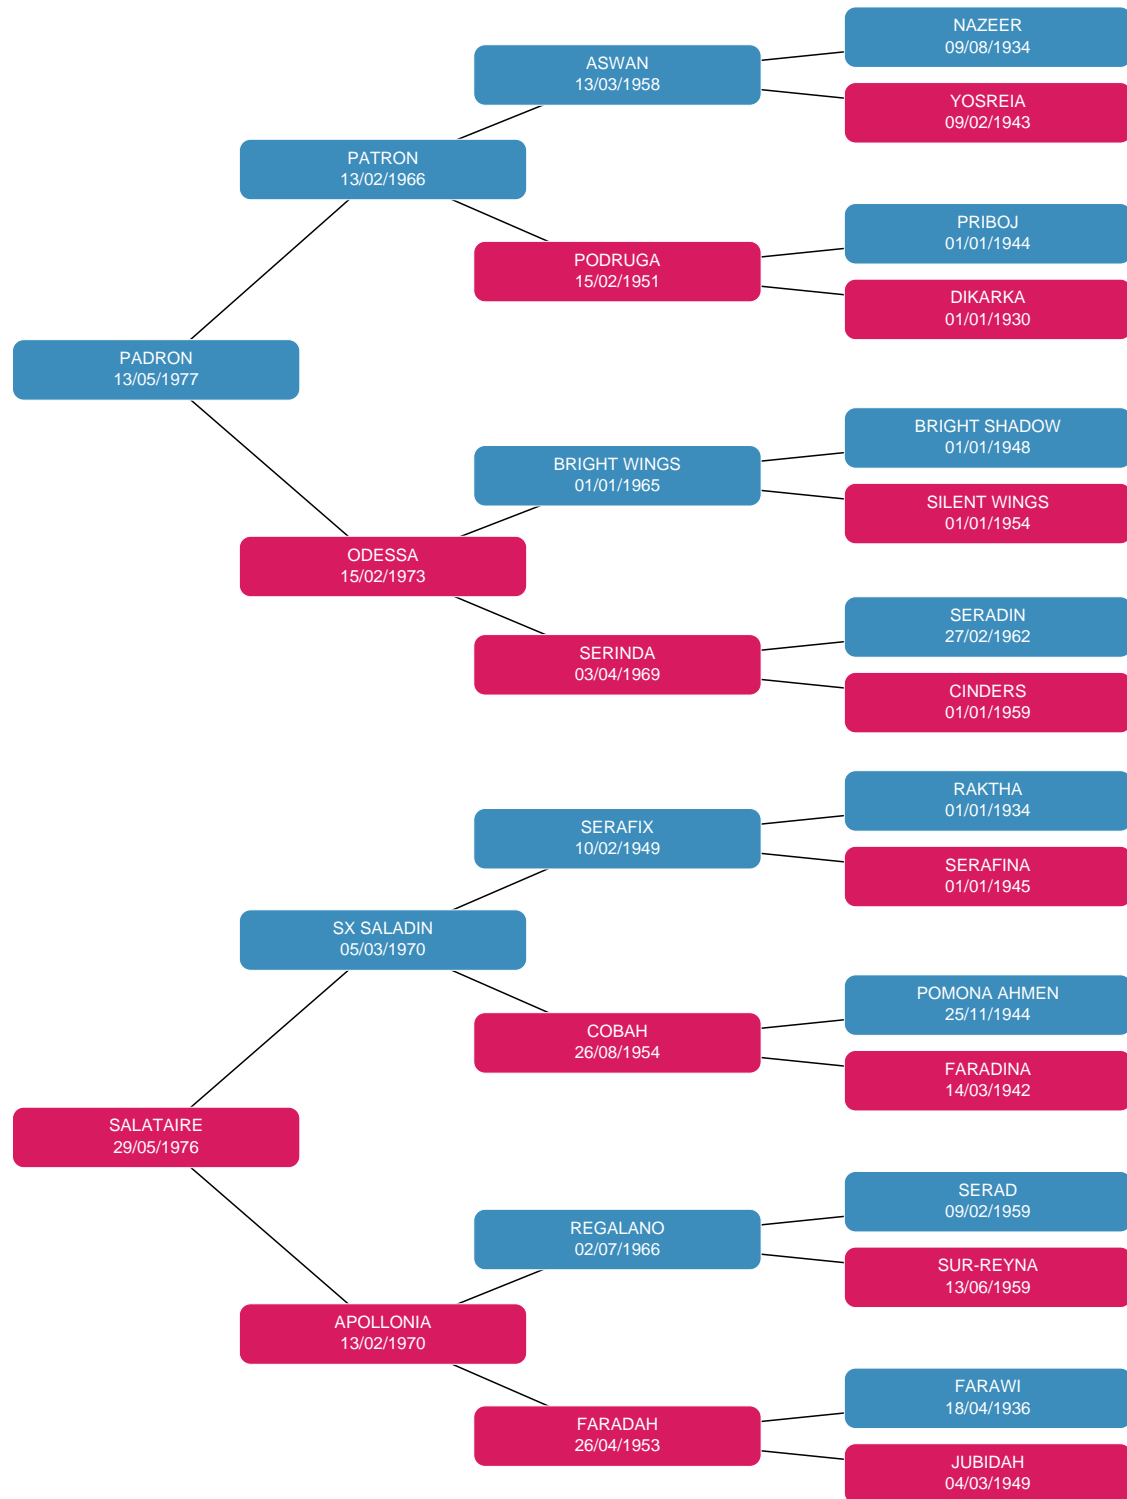 NAZEER
09/08/1934
ASWAN
13/03/1958
YOSREIA
09/02/1943
PATRON
13/02/1966
PRIBOJ
01/01/1944
PODRUGA
15/02/1951
DIKARKA
01/01/1930
PADRON
13/05/1977
BRIGHT SHADOW
01/01/1948
BRIGHT WINGS
01/01/1965
SILENT WINGS
01/01/1954
ODESSA
15/02/1973
SERADIN
27/02/1962
SERINDA
03/04/1969
CINDERS
01/01/1959
RAKTHA
01/01/1934
SERAFIX
10/02/1949
SERAFINA
01/01/1945
SX SALADIN
05/03/1970
POMONA AHMEN
25/11/1944
COBAH
26/08/1954
FARADINA
14/03/1942
SALATAIRE
29/05/1976
SERAD
09/02/1959
REGALANO
02/07/1966
SUR-REYNA
13/06/1959
APOLLONIA
13/02/1970
FARAWI
18/04/1936
FARADAH
26/04/1953
JUBIDAH
04/03/1949